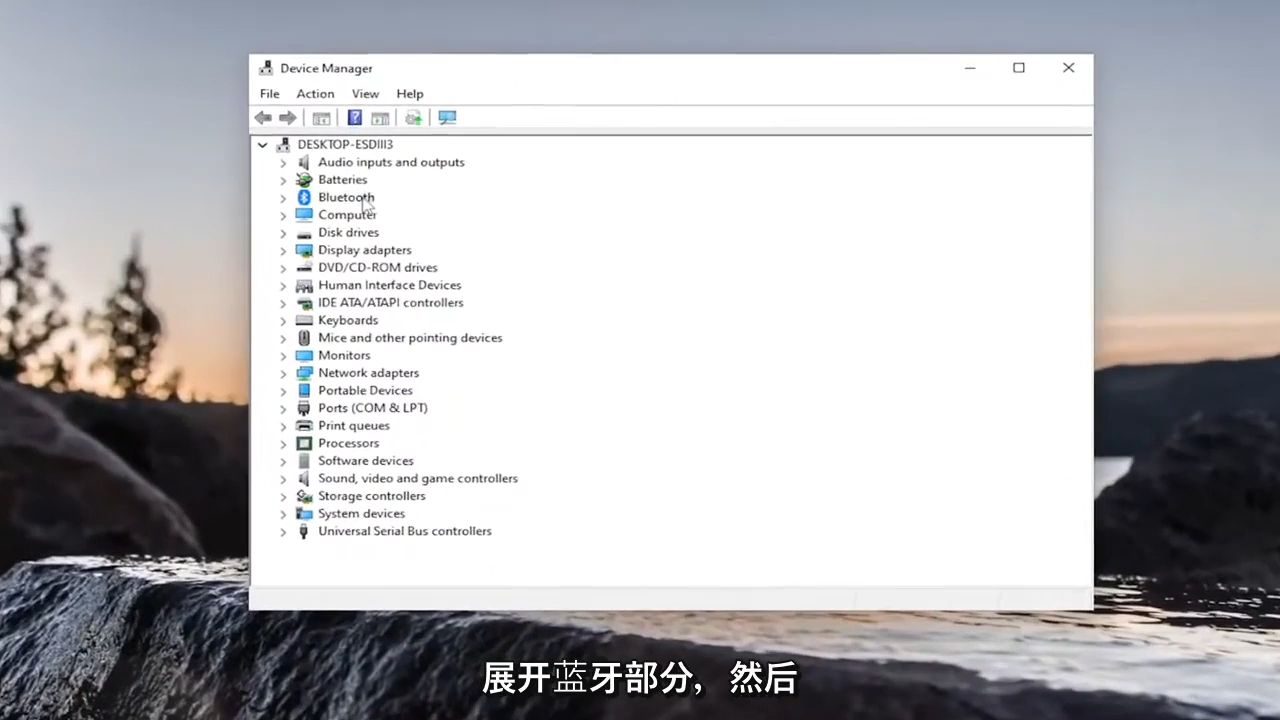 Device Manager
File Action View Help
DESKTOP-ESDIII3
Audio inputs and outputs
Batteries
Bluetooth
Computer
Disk drives
Display adapters
DVD/CD-ROM drives
Human Interface Devices
IDE ATA/ATAPI controllers
Keyboards
Mice and other pointing devices
Monitors
Network adapters
Portable Devices
Ports (COM & LPT)
Print queues
Processors
Software devices
Sound, video and game controllers
Storage controllers
System devices
Universal Serial Bus controllers
展开蓝牙部分，然后